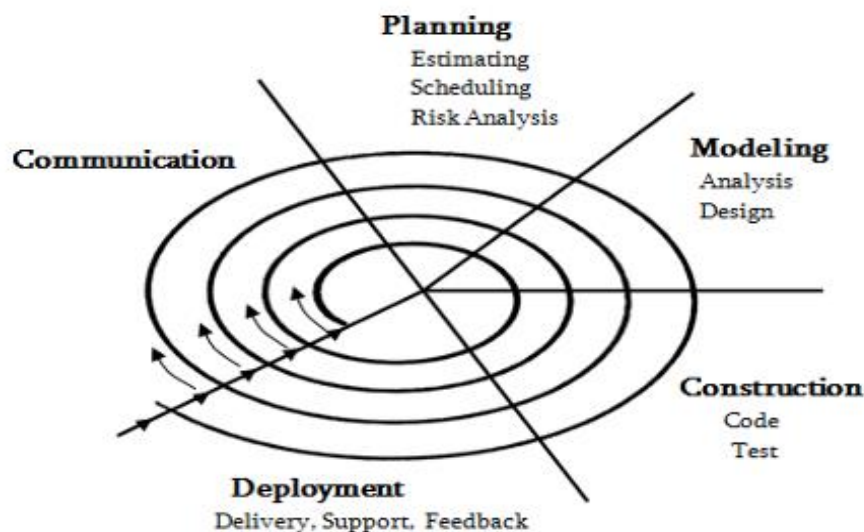 Planning
Estimating
Scheduling
Risk Analysis
Communication
Modeling
Analysis
Design
Construction
Code
Test
Deployment
Delivery, Support, Feedback